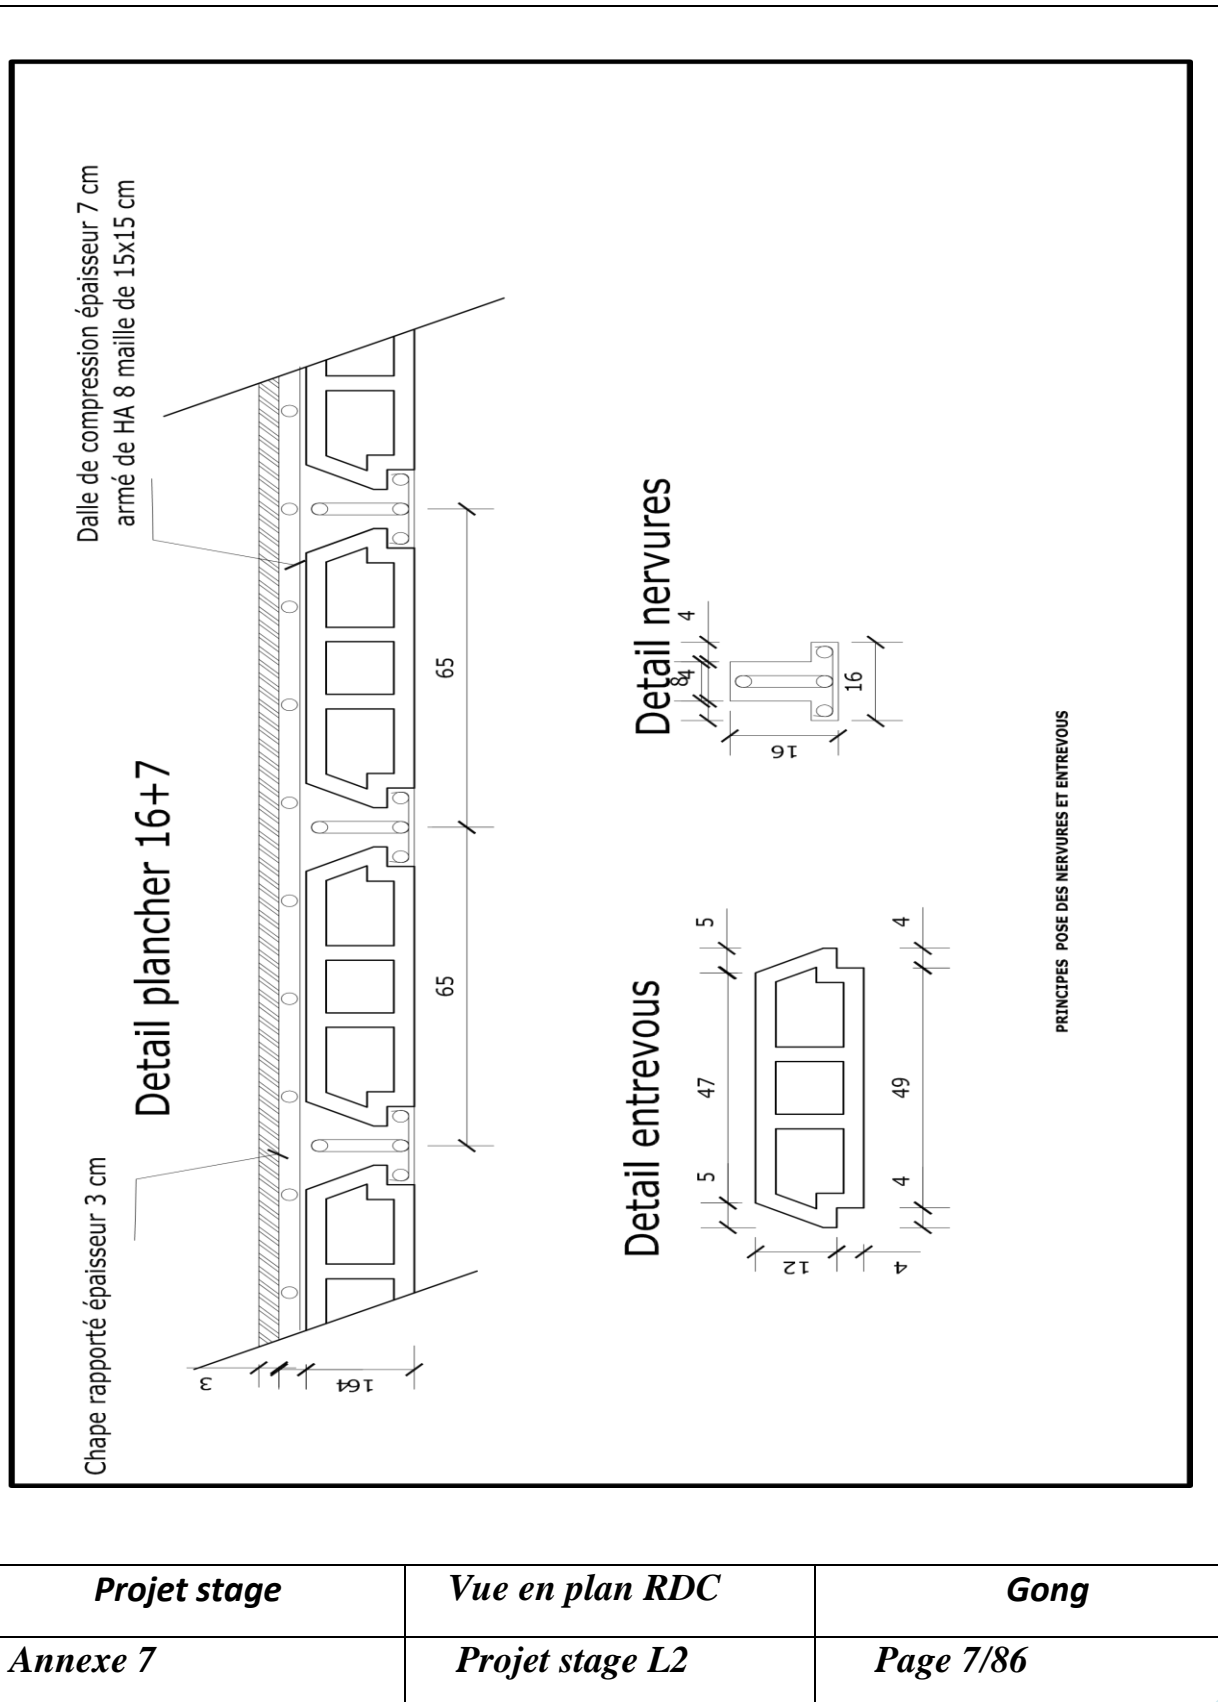 Dalle de compression épaisseur 7 cm
armé de HA 8 maille de 15x15 cm
Detail plancher 16+7
Chape rapporté épaisseur 3 cm
65
65
3
16
4
Detail nervures
4
8
4
16
16
Detail entrevous
5
47
5
4
49
4
12
4
PRINCIPES POSE DES NERVURES ET ENTREVOUS
Projet stage
Vue en plan RDC
Gong
Annexe 7
Projet stage L2
Page 7/86